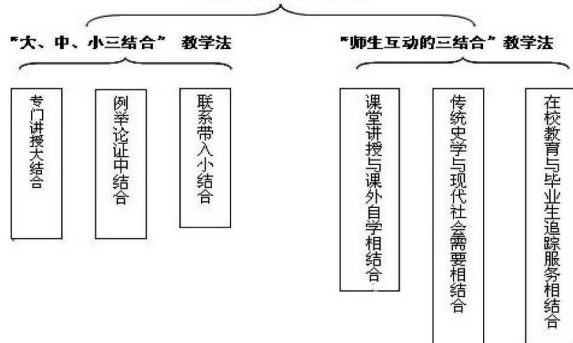 “大、中、小三结合” 教学法
“师生互动的三结合”教学法
专门讲授大结合
例举论证中结合
联系带入小结合
课堂讲授与课外自学相结合
传统史学与现代社会需要相结合
在校教育与毕业生追踪服务相结合